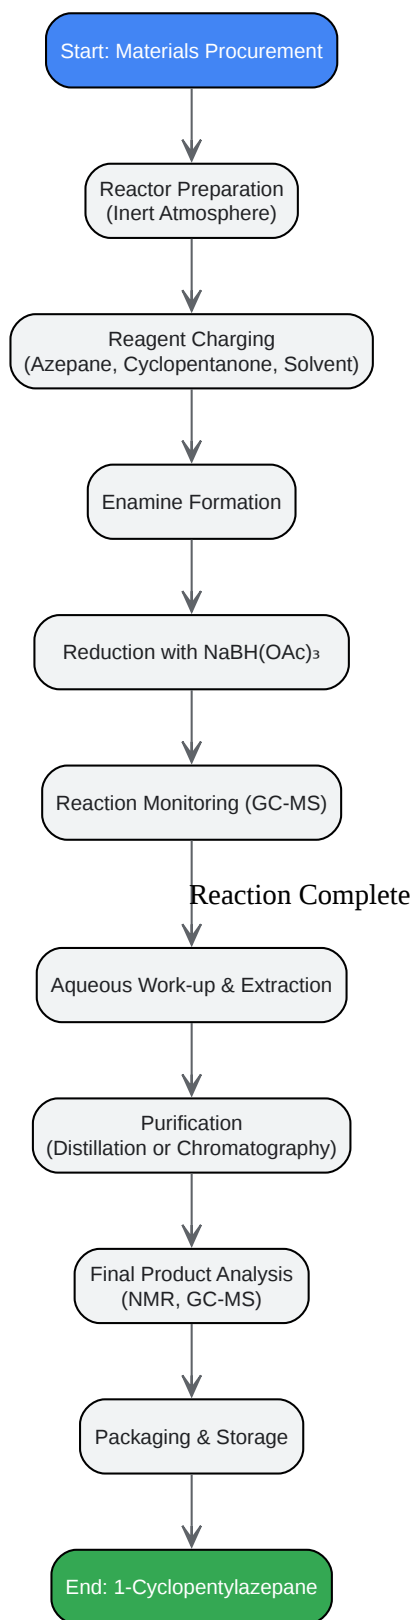 Start: Materials Procurement
Reactor Preparation
(Inert Atmosphere)
Reagent Charging
(Azepane, Cyclopentanone, Solvent)
Enamine Formation
Reduction with NaBH(OAc)₃
Reaction Monitoring (GC-MS)
Reaction Complete
Aqueous Work-up & Extraction
Purification
(Distillation or Chromatography)
Final Product Analysis
(NMR, GC-MS)
Packaging & Storage
End: 1-Cyclopentylazepane